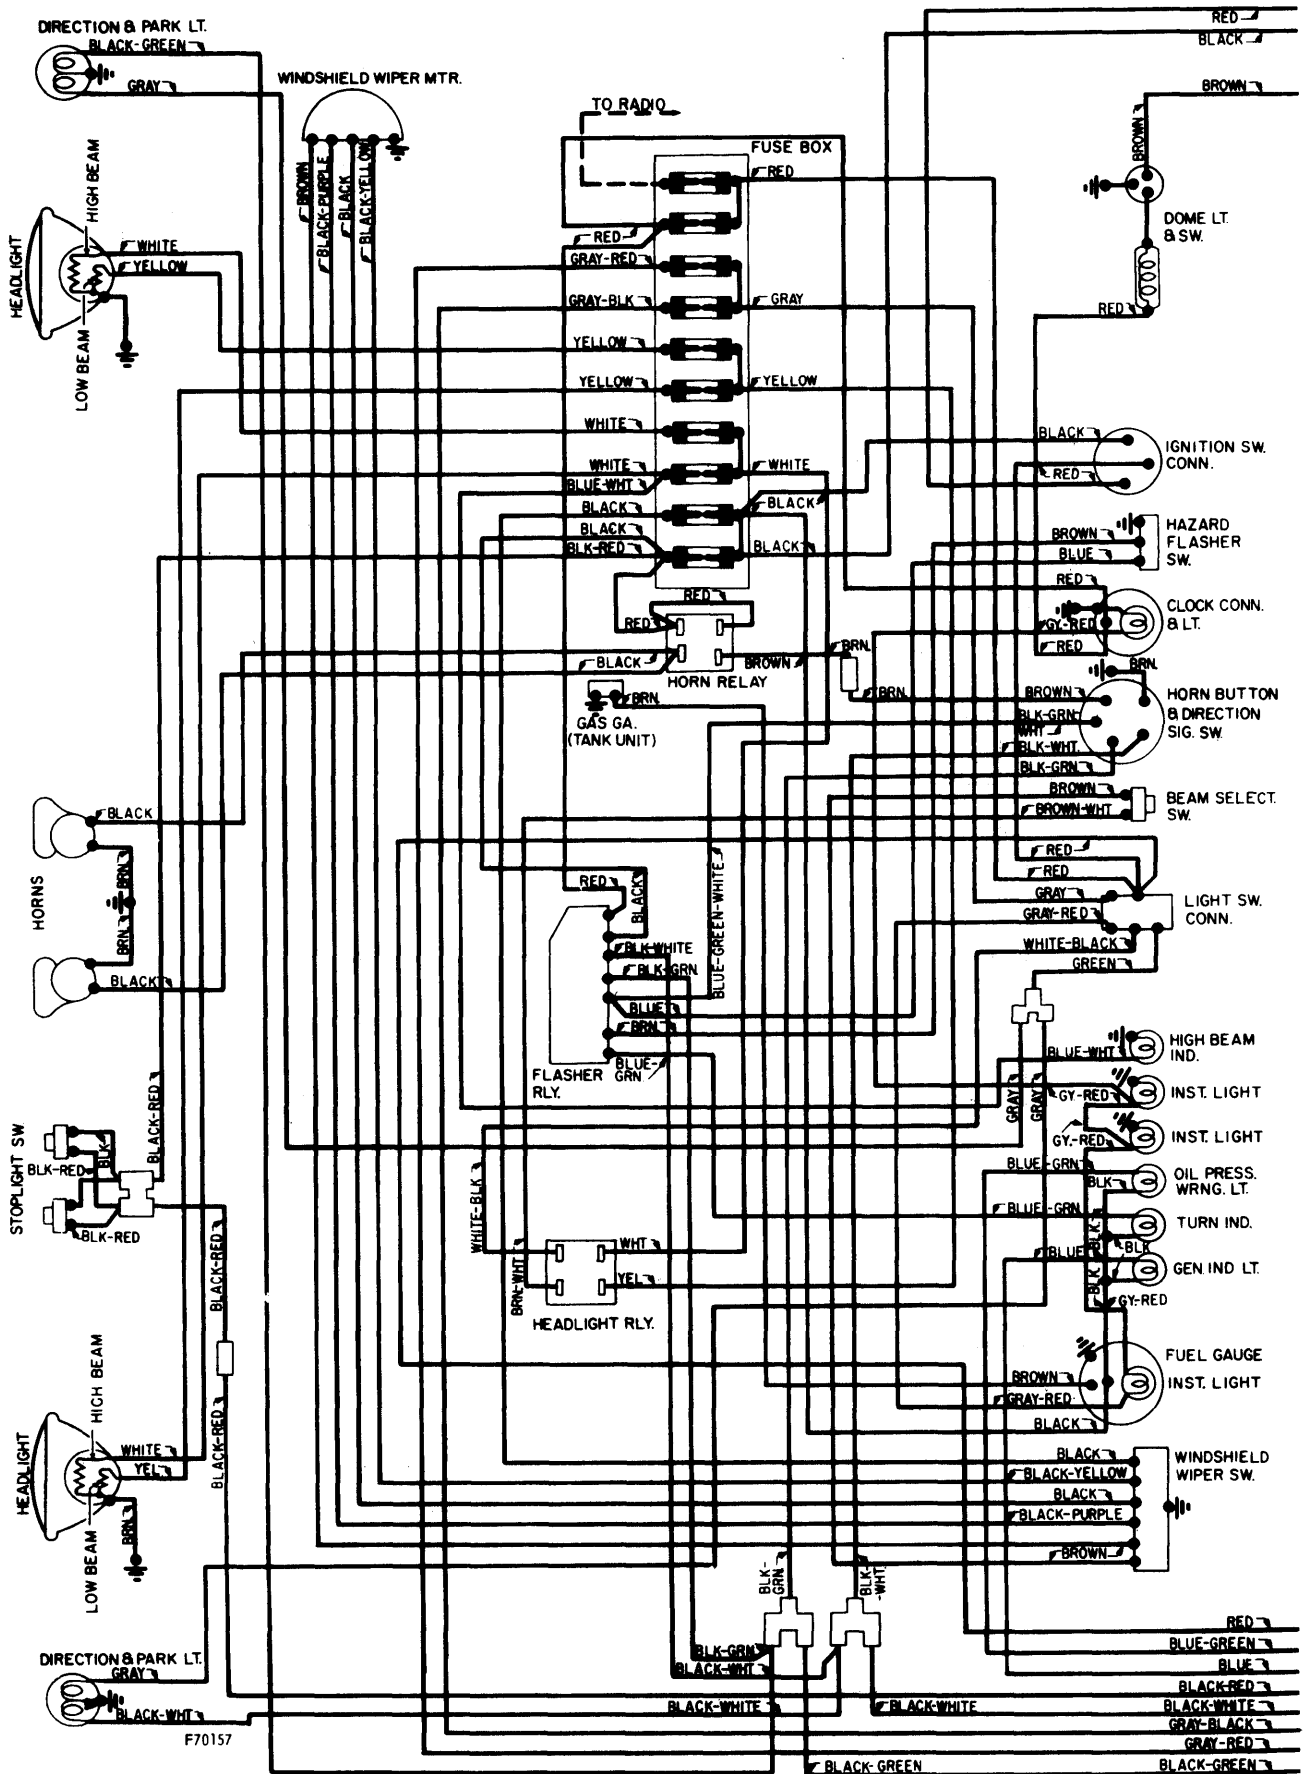 DIRECTION & PARK LT.
BLACK-GREEN
GRAY
WINDSHIELD WIPER MTR.
BROWN
BLACK-PURPLE
BLACK
BLACK-YELLOW
TO RADIO
FUSE BOX
RED
RED
GRAY-RED
GRAY-BLK
GRAY
YELLOW
YELLOW
YELLOW
WHITE
WHITE
WHITE
BLUE-WHT
BLACK
BLACK
BLACK
BLK-RED
BLACK
RED
BLACK
BROWN
BROWN
DOME LT.
& SW.
RED
HEADLIGHT
HIGH BEAM
WHITE
YELLOW
LOW BEAM
BLACK
IGNITION SW.
CONN.
RED
HAZARD
FLASHER
SW.
BROWN
BLUE
RED
CLOCK CONN.
& LT.
GY-RED
RED
RED
RED
BLACK
BROWN
HORN RELAY
BRN.
BRN.
BRN.
GAS GA.
(TANK UNIT)
BRN.
BROWN
BLK-GRN
WHT
BLK-WHT.
BLK-GRN
HORN BUTTON
& DIRECTION
SIG. SW.
BROWN
BROWN-WHT
BEAM SELECT.
SW.
RED
RED
GRAY
GRAY-RED
WHITE-BLACK
GREEN
LIGHT SW.
CONN.
HORNS
BLACK
BRN.
BRN.
BLACK
RED
BLACK
BLK-WHITE
BLK-GRN
BLUE
BRN.
BLUE-
GRN
BLUE-GREEN-WHITE
FLASHER
RLY.
BLUE-WHT
HIGH BEAM
IND.
GRAY
GRAY
GY-RED
INST. LIGHT
GY.-RED
INST. LIGHT
BLUE-GRN
BLK
OIL PRESS.
WRNG. LT.
BLUE-GRN
BLK
TURN IND.
BLUE
BLK
BLK
GEN. IND LT.
GY-RED
STOPLIGHT SW.
BLK
BLK-RED
BLK-RED
BLACK-RED
BLACK-RED
BLACK-RED
WHITE-BLK
BRN-WHT
WHT
YEL
HEADLIGHT RLY.
FUEL GAUGE
BROWN
INST. LIGHT
GRAY-RED
BLACK
HEADLIGHT
HIGH BEAM
WHITE
YEL
LOW BEAM
BRN
BLACK
BLACK-YELLOW
BLACK
BLACK-PURPLE
BROWN
WINDSHIELD
WIPER SW.
BLK-
GRN
BLK-
-WHT.
BLK-GRN
BLACK-WHT
DIRECTION & PARK LT.
GRAY
BLACK-WHT
BLACK-WHITE
BLACK-WHITE
BLACK-GREEN
RED
BLUE-GREEN
BLUE
BLACK-RED
BLACK-WHITE
GRAY-BLACK
GRAY-RED
BLACK-GREEN
F70157